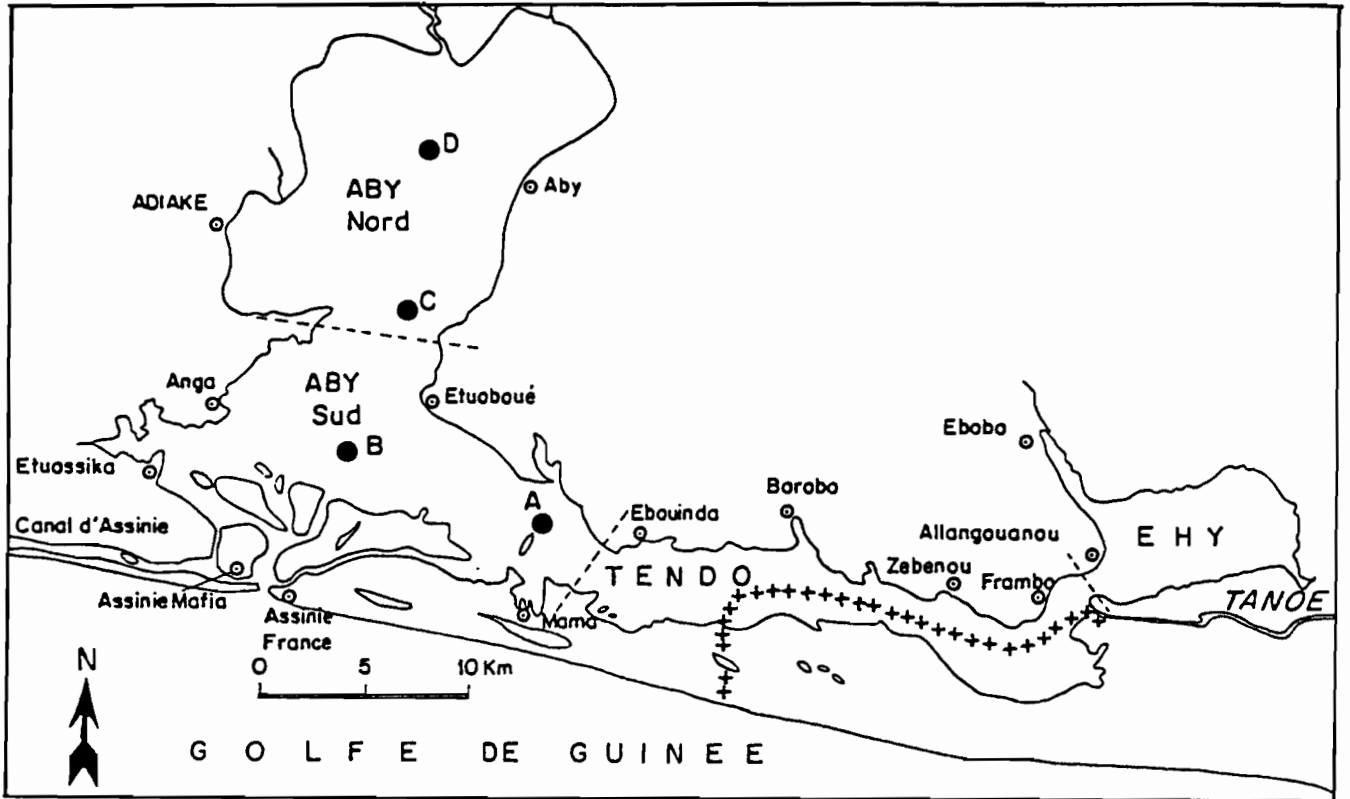 D
ABY
Nord
Aby
ADIAKE
C
Anga
ABY
Sud
Etuoboué
B
Etuossika
Ebobo
Borobo
A
Ebouinda
Canal d'Assinie
Allangouanou
EHY
TENDO
Zebenou
Frambo
Assinie Mafia
Mama
TANOE
Assinie
France
N
0 5 10 Km
GOLFE DE GUINEE